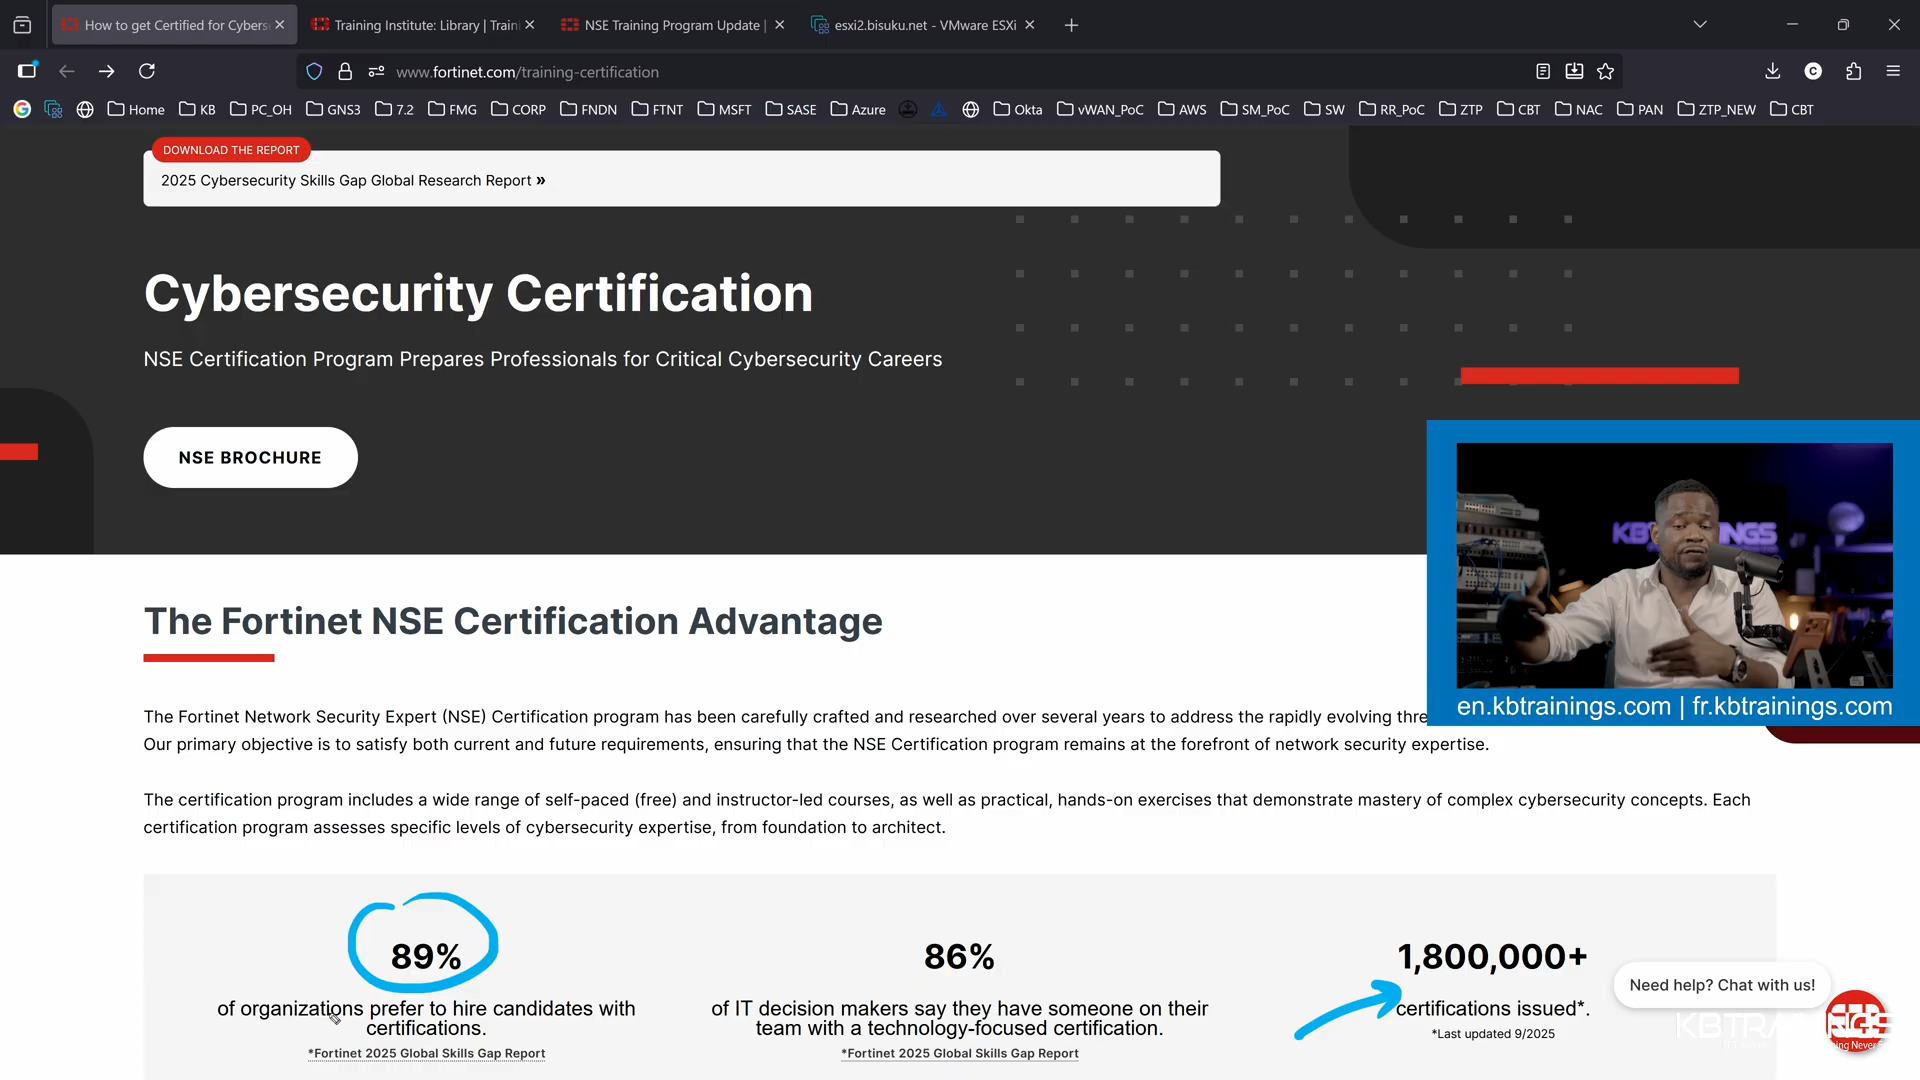 How to get Certified for Cybers
Training Institute: Library | Traini
NSE Training Program Update |
esxi2.bisuku.net - VMware ESXi
www.fortinet.com/training-certification
Home KB PC_OH GNS3 7.2 FMG CORP FNDN FTNT MSFT SASE Azure Okta vWAN_PoC AWS SM_PoC SW RR_PoC ZTP CBT NAC PAN ZTP_NEW CBT
DOWNLOAD THE REPORT
2025 Cybersecurity Skills Gap Global Research Report »
Cybersecurity Certification
NSE Certification Program Prepares Professionals for Critical Cybersecurity Careers
NSE BROCHURE
en.kbtrainings.com | fr.kbtrainings.com
The Fortinet NSE Certification Advantage
The Fortinet Network Security Expert (NSE) Certification program has been carefully crafted and researched over several years to address the rapidly evolving thre
Our primary objective is to satisfy both current and future requirements, ensuring that the NSE Certification program remains at the forefront of network security expertise.
The certification program includes a wide range of self-paced (free) and instructor-led courses, as well as practical, hands-on exercises that demonstrate mastery of complex cybersecurity concepts. Each
certification program assesses specific levels of cybersecurity expertise, from foundation to architect.
89%
of organizations prefer to hire candidates with
certifications.
*Fortinet 2025 Global Skills Gap Report
86%
of IT decision makers say they have someone on their
team with a technology-focused certification.
*Fortinet 2025 Global Skills Gap Report
1,800,000+
certifications issued*.
*Last updated 9/2025
Need help? Chat with us!